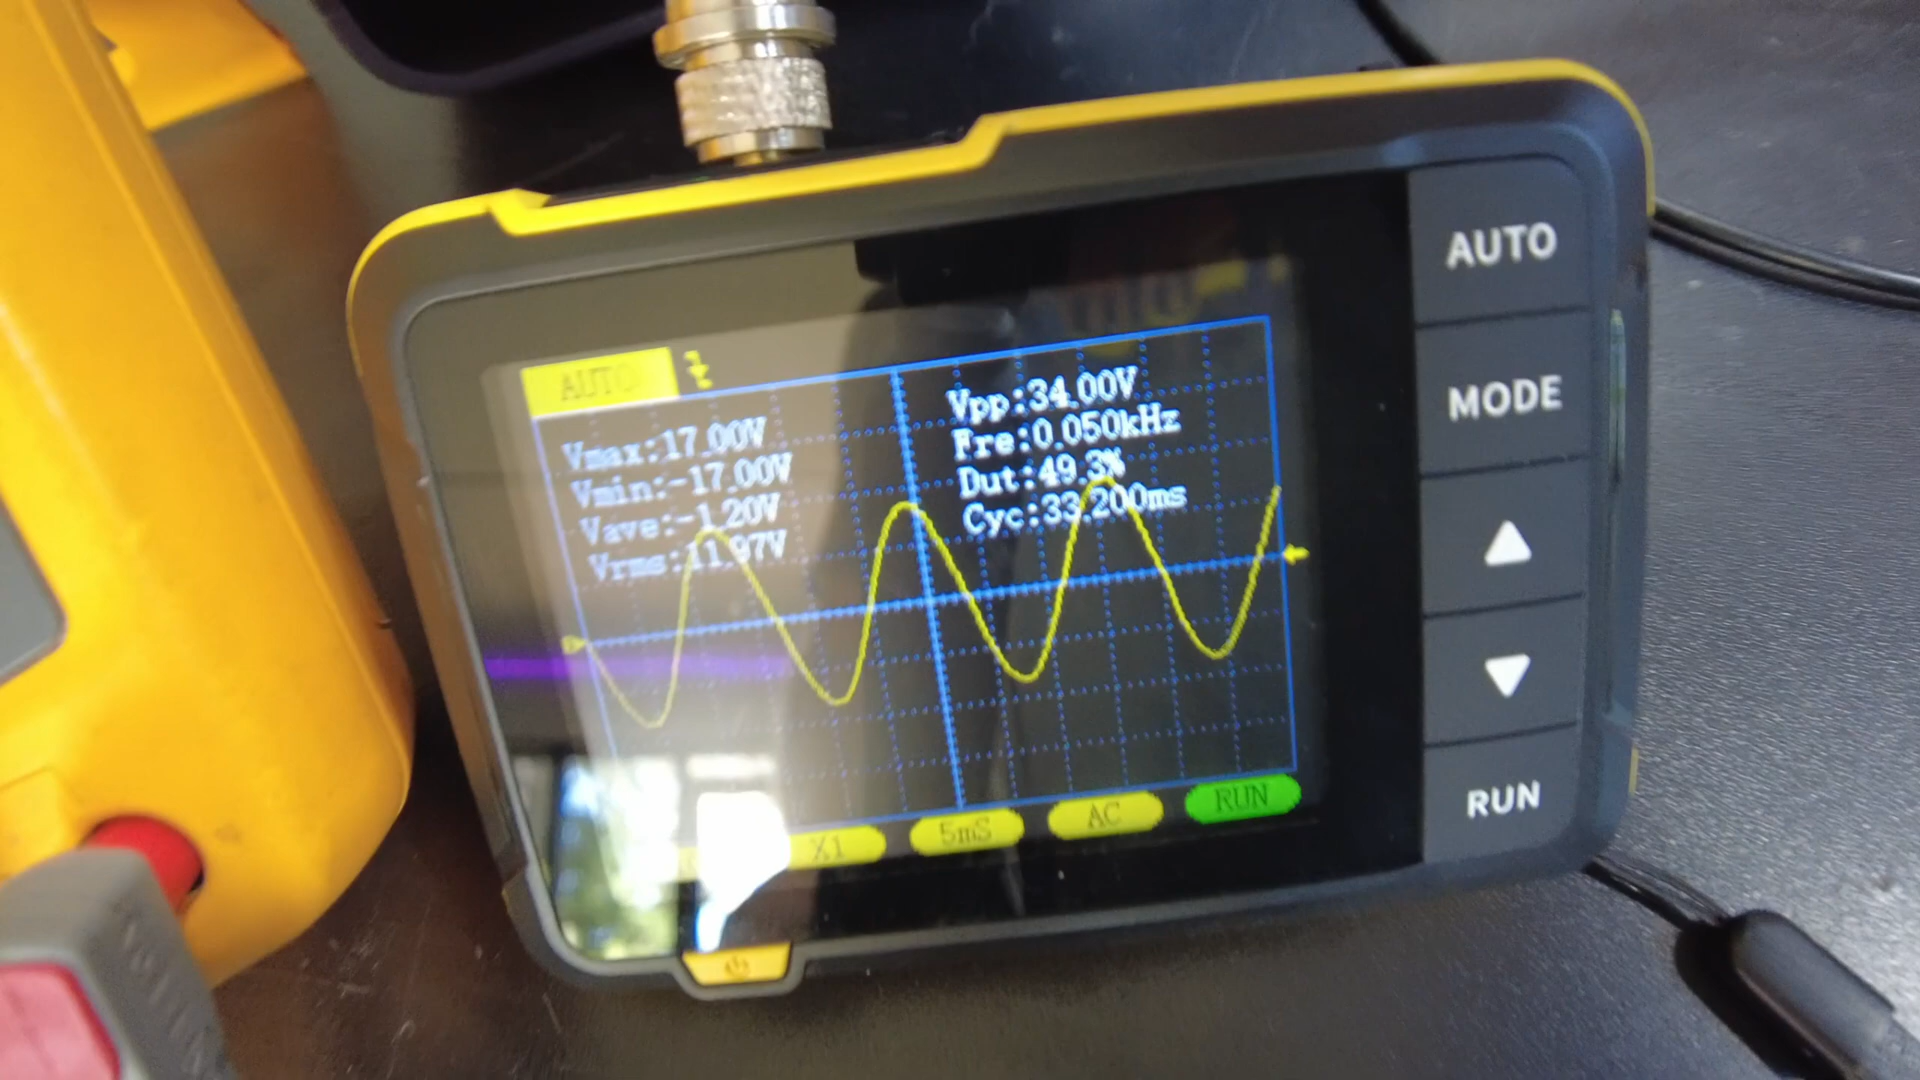 AUTO
Vmax:17.00V
Vmin:-17.00V
Vave:-1.20V
Vrms:11.97V
Vpp:34.00V
Fre:0.050kHz
Dut:49.3%
Cyc:33.200ms
X1
5mS
AC
RUN
AUTO
MODE
RUN